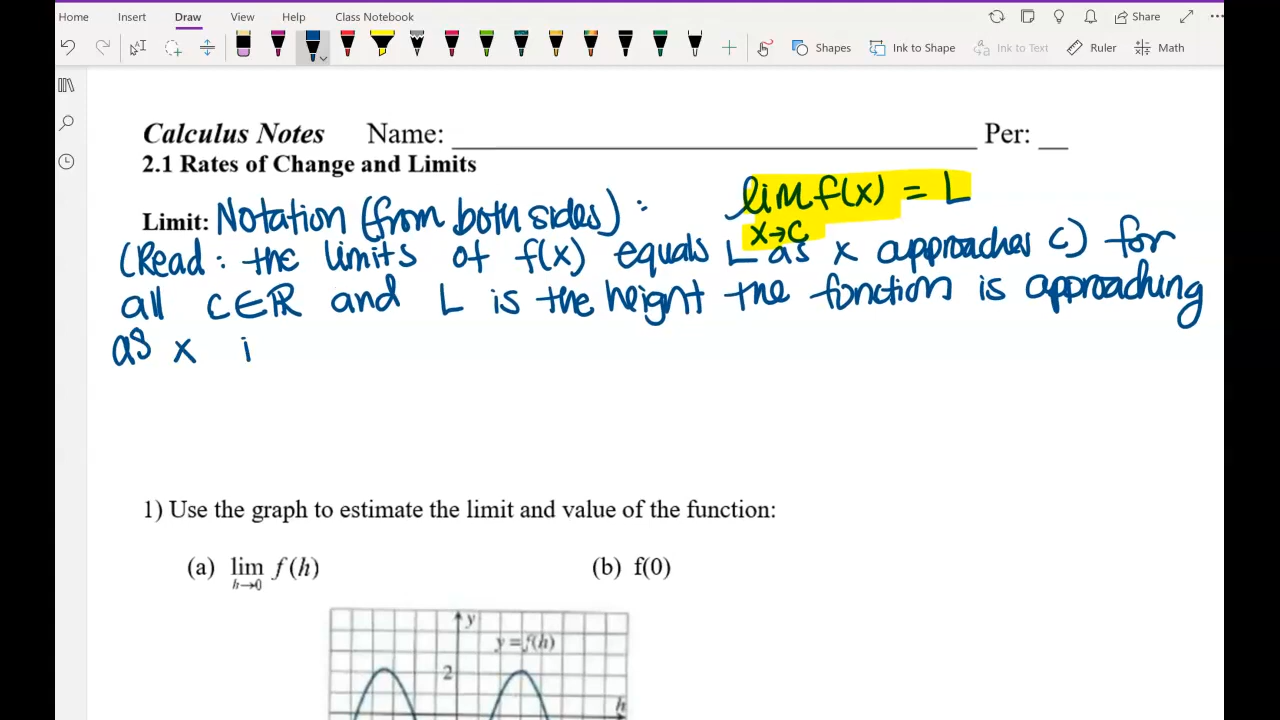 Home Insert Draw View Help Class Notebook Share
Shapes Ink to Shape Ink to Text Ruler Math
Calculus Notes Name: ______ Per: __
2.1 Rates of Change and Limits
Limit: Notation (from both sides) : lim f(x) = L
x→c
(Read : the limits of f(x) equals L as x approaches c) for
all c∈ℝ and L is the height the function is approaching
as x i
1) Use the graph to estimate the limit and value of the function:
(a) lim f(h) (b) f(0)
h→0
y
y = f(h)
2
h